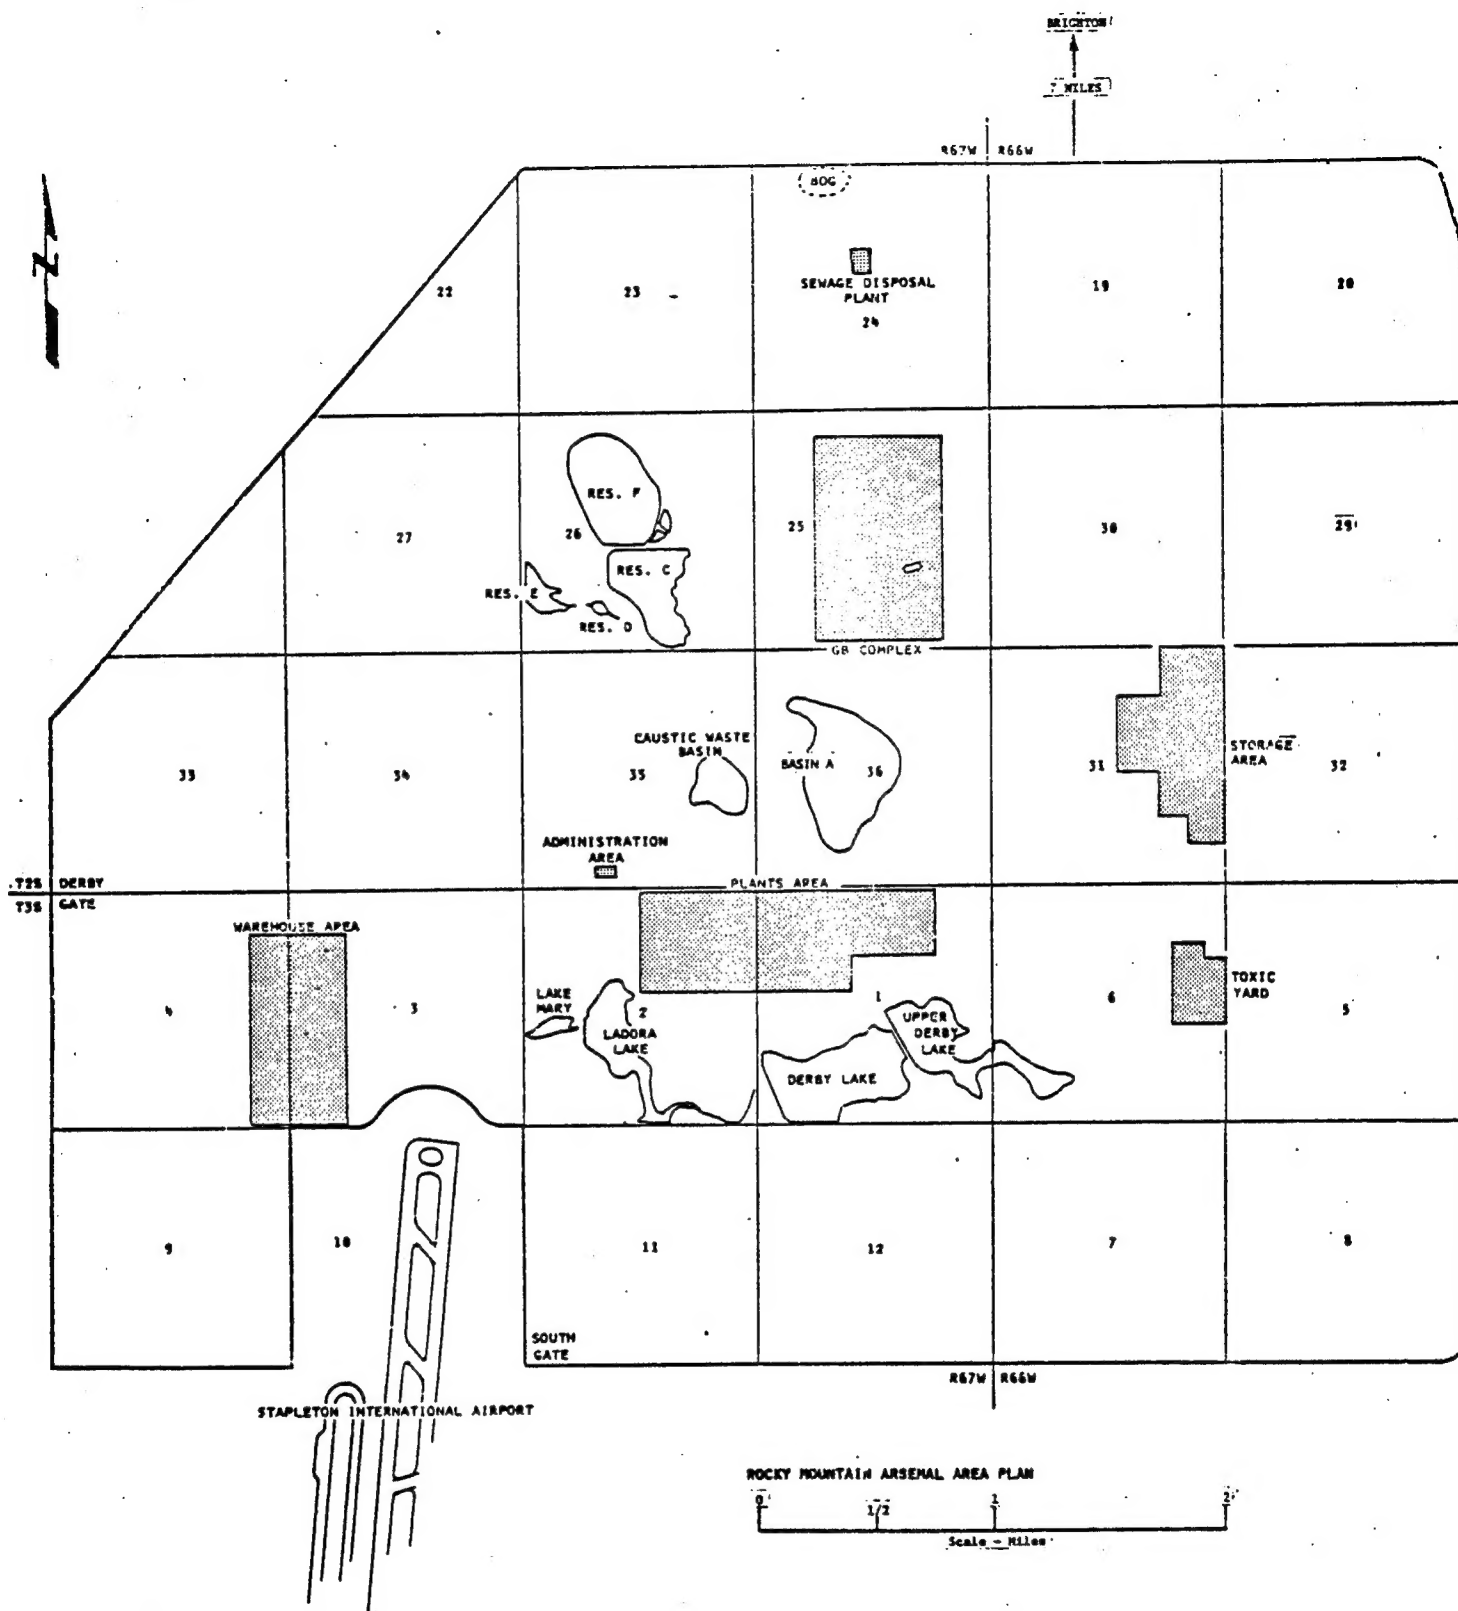 BRIGHTON
7 MILES
R67W R66W
BOG
N
22
23
SEWAGE DISPOSAL
PLANT
24
19
20
RES. F
26
25
27
30
29
RES. C
RES. E
RES. D
GB COMPLEX
CAUSTIC WASTE
BASIN
33
34
35
BASIN A
36
31
STORAGE
AREA
32
ADMINISTRATION
AREA
T2S DERBY
T3S GATE
PLANTS AREA
WAREHOUSE AREA
4
3
LAKE
MARY
2
LADORA
LAKE
1
UPPER
DERBY
LAKE
DERBY LAKE
6
TOXIC
YARD
5
9
10
11
12
7
8
SOUTH
GATE
R67W R66W
STAPLETON INTERNATIONAL AIRPORT
ROCKY MOUNTAIN ARSENAL AREA PLAN
0 1/2 1 2
Scale - Miles